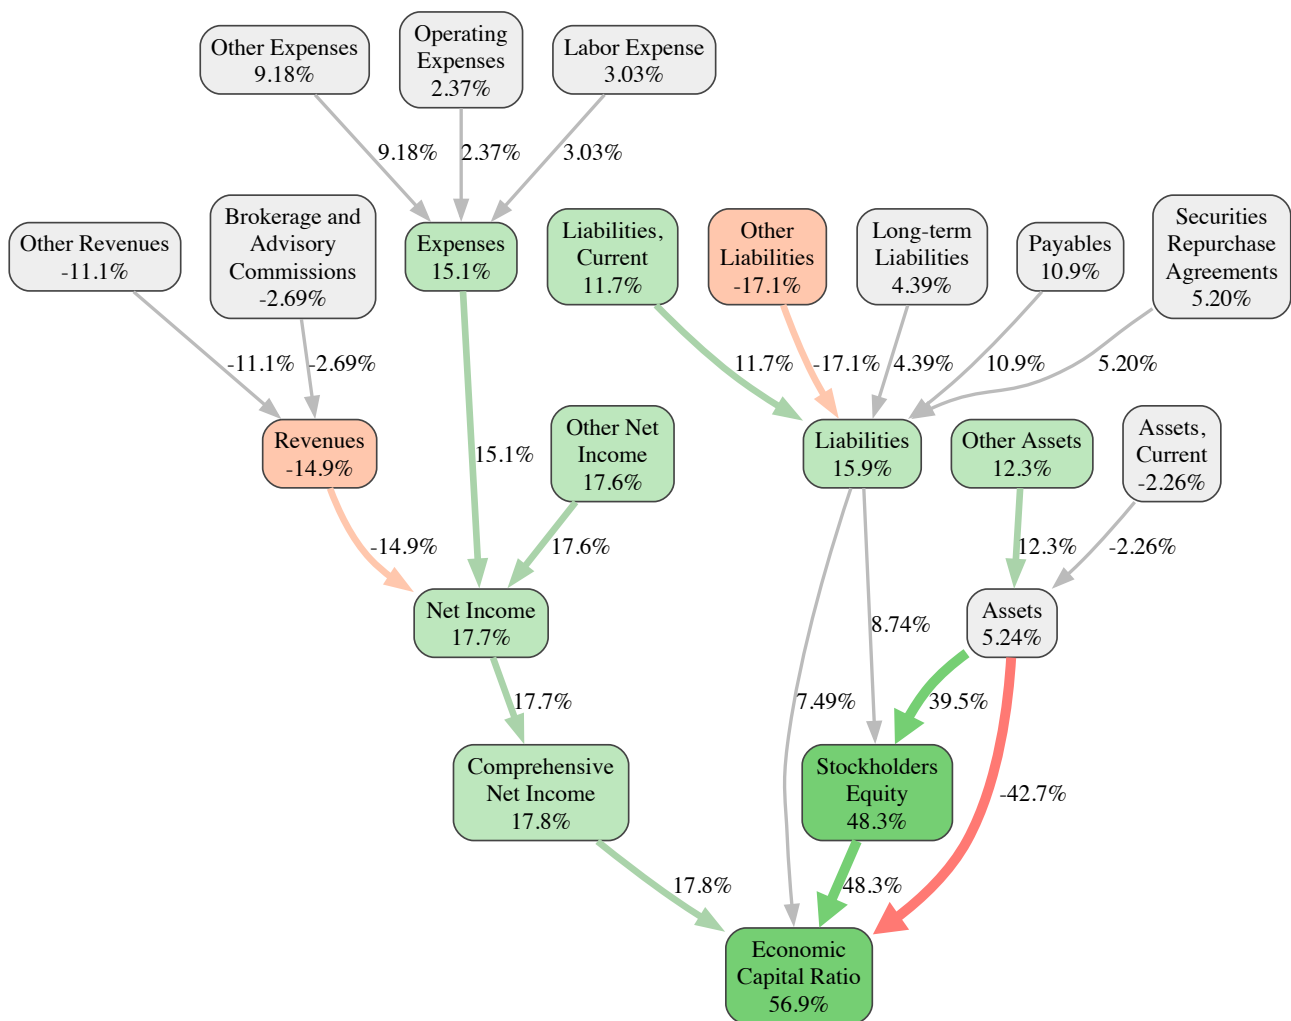 Other Expenses
9.18%
Operating
Expenses
2.37%
Labor Expense
3.03%
9.18%
2.37%
3.03%
Other Revenues
-11.1%
Brokerage and
Advisory
Commissions
-2.69%
Expenses
15.1%
Liabilities,
Current
11.7%
Other
Liabilities
-17.1%
Long-term
Liabilities
4.39%
Payables
10.9%
Securities
Repurchase
Agreements
5.20%
-11.1%
-2.69%
11.7%
-17.1%
4.39%
10.9%
5.20%
Revenues
-14.9%
15.1%
Other Net
Income
17.6%
Liabilities
15.9%
Other Assets
12.3%
Assets,
Current
-2.26%
-14.9%
17.6%
12.3%
-2.26%
Net Income
17.7%
8.74%
Assets
5.24%
17.7%
7.49%
39.5%
Comprehensive
Net Income
17.8%
Stockholders
Equity
48.3%
-42.7%
17.8%
48.3%
Economic
Capital Ratio
56.9%